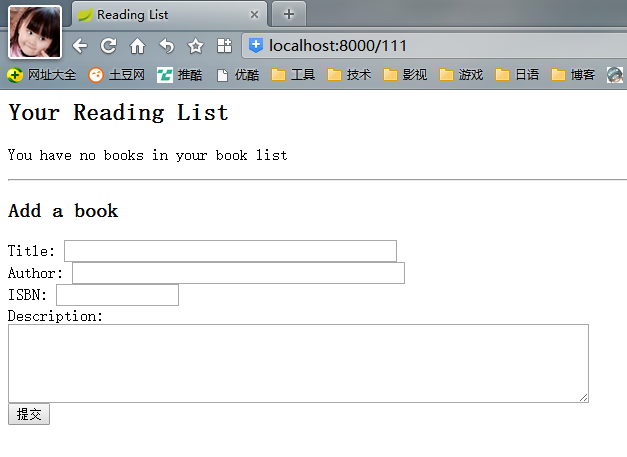 Reading List
localhost:8000/111
网址大全 土豆网 推酷 优酷 工具 技术 影视 游戏 日语 博客
Your Reading List
You have no books in your book list
Add a book
Title:
Author:
ISBN:
Description:
提交